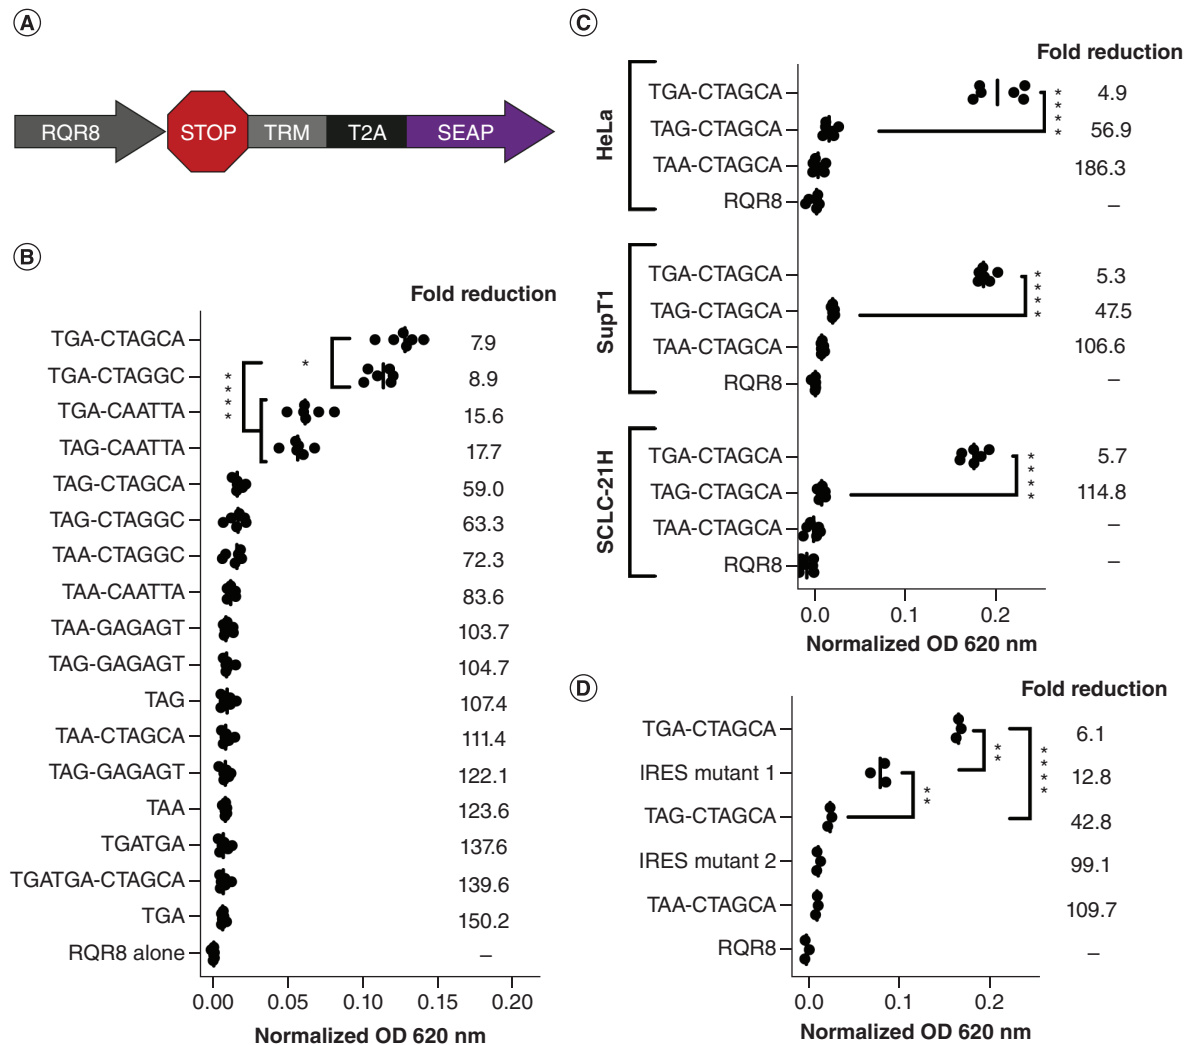 A
RQR8 STOP TRM T2A SEAP
B
Fold reduction
TGA-CTAGCA 7.9
TGA-CTAGGC * 8.9
TGA-CAATTA **** 15.6
TAG-CAATTA 17.7
TAG-CTAGCA 59.0
TAG-CTAGGC 63.3
TAA-CTAGGC 72.3
TAA-CAATTA 83.6
TAA-GAGAGT 103.7
TAG-GAGAGT 104.7
TAG 107.4
TAA-CTAGCA 111.4
TAG-GAGAGT 122.1
TAA 123.6
TGATGA 137.6
TGATGA-CTAGCA 139.6
TGA 150.2
RQR8 alone –
0.00 0.05 0.10 0.15 0.20
Normalized OD 620 nm
C
Fold reduction
HeLa
TGA-CTAGCA **** 4.9
TAG-CTAGCA 56.9
TAA-CTAGCA 186.3
RQR8 –
SupT1
TGA-CTAGCA **** 5.3
TAG-CTAGCA 47.5
TAA-CTAGCA 106.6
RQR8 –
SCLC-21H
TGA-CTAGCA **** 5.7
TAG-CTAGCA 114.8
TAA-CTAGCA –
RQR8 –
0.0 0.1 0.2
Normalized OD 620 nm
D
Fold reduction
TGA-CTAGCA ** **** 6.1
IRES mutant 1 ** 12.8
TAG-CTAGCA 42.8
IRES mutant 2 99.1
TAA-CTAGCA 109.7
RQR8 –
0.0 0.1 0.2
Normalized OD 620 nm